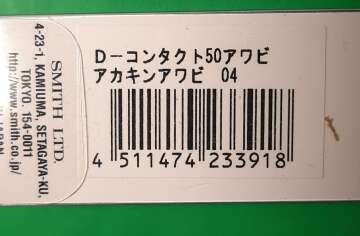 D-コンタクト50アワビ
アカキンアワビ 04
4 511474 233918
SMITH LTD.
4-23-1, KAMIUMA, SETAGAYA-KU,
TOKYO. 154-0011
http://www.smith.co.jp/
JAPAN